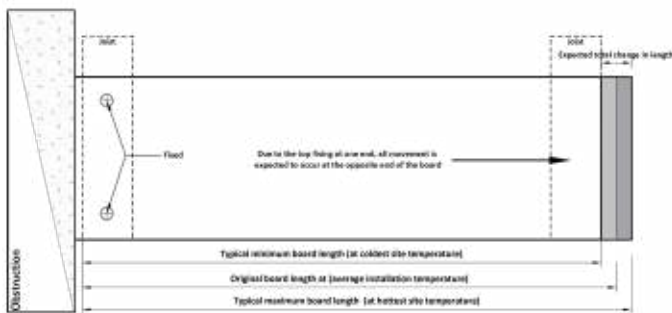 Joist
Joist
Expected total change in length
Fixed
Due to the top fixing at one end, all movement is
expected to occur at the opposite end of the board
Typical minimum board length (at coldest site temperature)
Original board length at (average installation temperature)
Typical maximum board length (at hottest site temperature)
Obstruction